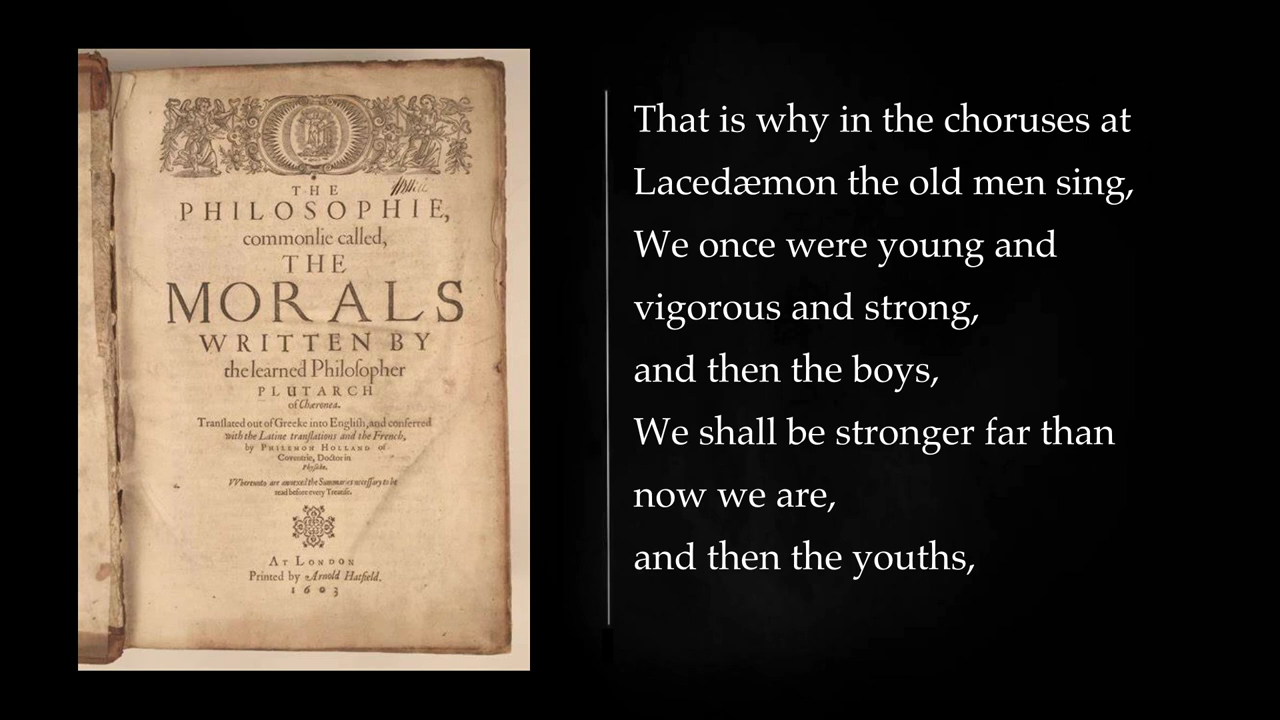 THE
PHILOSOPHIE,
commonlie called,
THE
MORALS
WRITTEN BY
the learned Philoſopher
PLUTARCH
of Chæronea.
Tranſlated out of Greeke into Engliſh, and conferred
with the Latine tranſlations and the French,
by PHILEMON HOLLAND of
Coventrie, Doctor in
Phyſicke.
VVhereunto are annexed the Summaries neceſſary to be
read before every Treatiſe.
AT LONDON
Printed by Arnold Hatfield.
1603
That is why in the choruses at
Lacedæmon the old men sing,
We once were young and
vigorous and strong,
and then the boys,
We shall be stronger far than
now we are,
and then the youths,